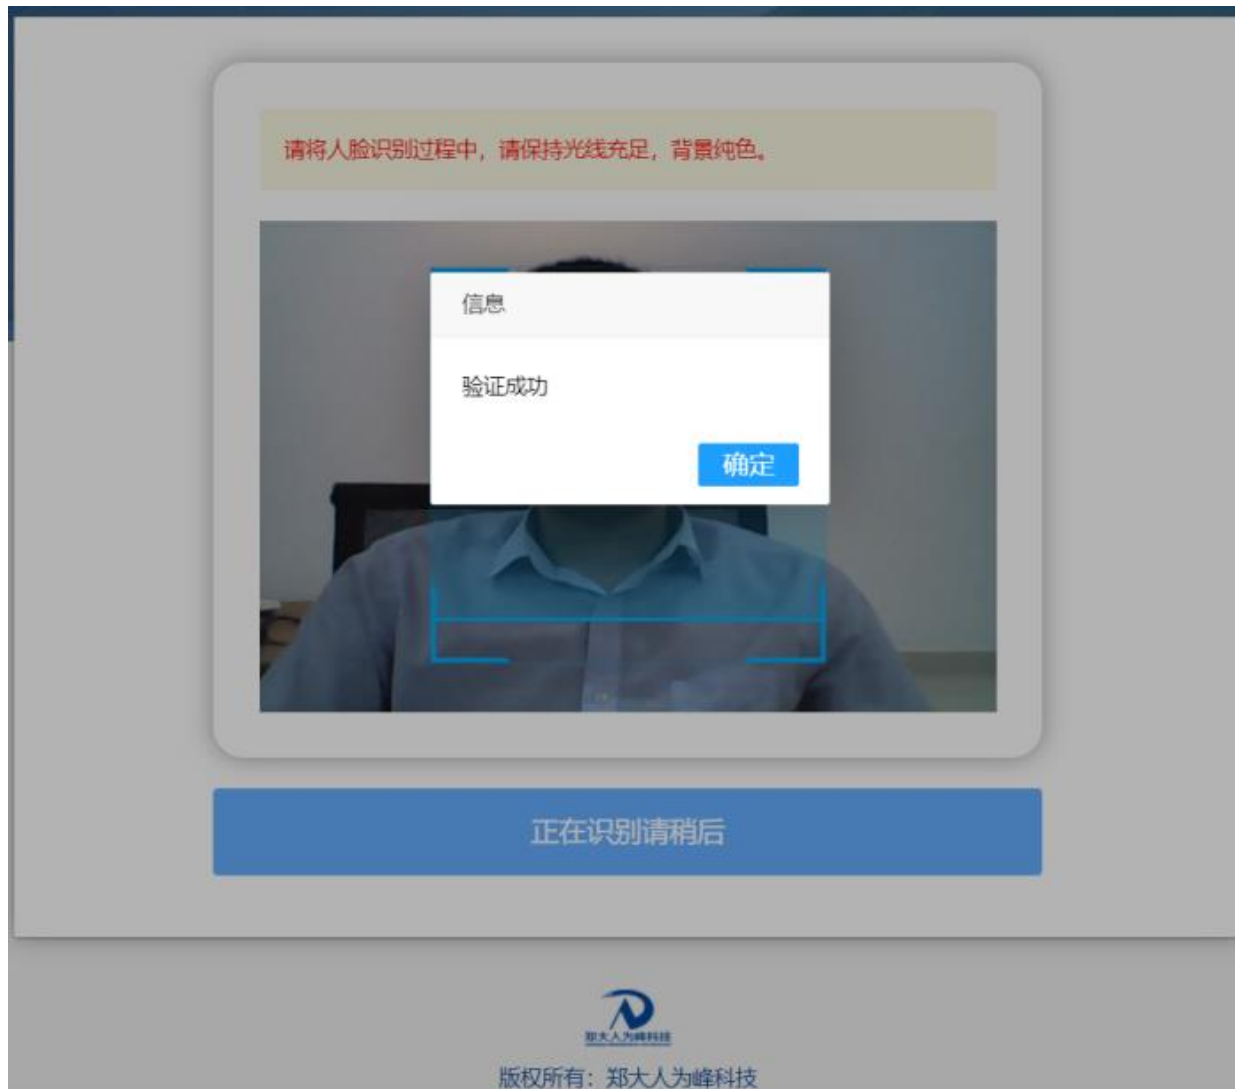 请将人脸识别过程中，请保持光线充足，背景纯色。
信息
验证成功
确定
正在识别请稍后
郑大人为峰科技
版权所有：郑大人为峰科技